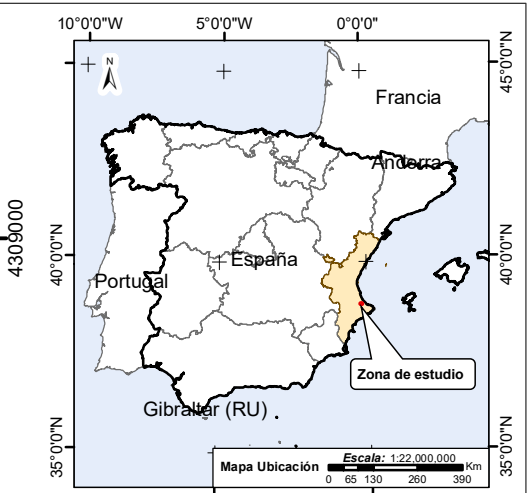 10°0'0"W 5°0'0"W 0°0'0"
N
45°0'0"N
Francia
Andorra
4309000
40°0'0"N
España
40°0'0"N
Portugal
Zona de estudio
Gibraltar (RU)
35°0'0"N
35°0'0"N
Mapa Ubicación
Escala: 1:22,000,000
Km
0 65 130 260 390